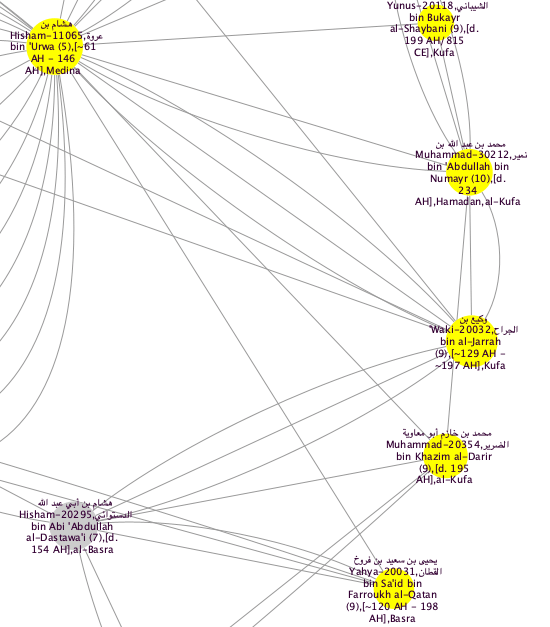 هشام بن
Hisham-11065,عروة
bin 'Urwa (5),[~61
AH - 146
AH],Medina
Yunus-20118,الشيباني
bin Bukayr
al-Shaybani (9),[d.
199 AH/815
CE],Kufa
محمد بن عبد الله بن
Muhammad-30212,نمير
bin 'Abdullah bin
Numayr (10),[d.
234
AH],Hamadan,al-Kufa
وكيع بن
Waki-20032,الجراح
bin al-Jarrah
(9),[~129 AH -
~197 AH],Kufa
محمد بن خازم أبو معاوية
Muhammad-20354,الضرير
bin Khazim al-Darir
(9),[d. 195
AH],al-Kufa
هشام بن أبي عبد الله
Hisham-20295,الدستوائي
bin Abi 'Abdullah
al-Dastawa'i (7),[d.
154 AH],al-Basra
يحيى بن سعيد بن فروخ
Yahya-20031,القطان
bin Sa'id bin
Farroukh al-Qatan
(9),[~120 AH - 198
AH],Basra